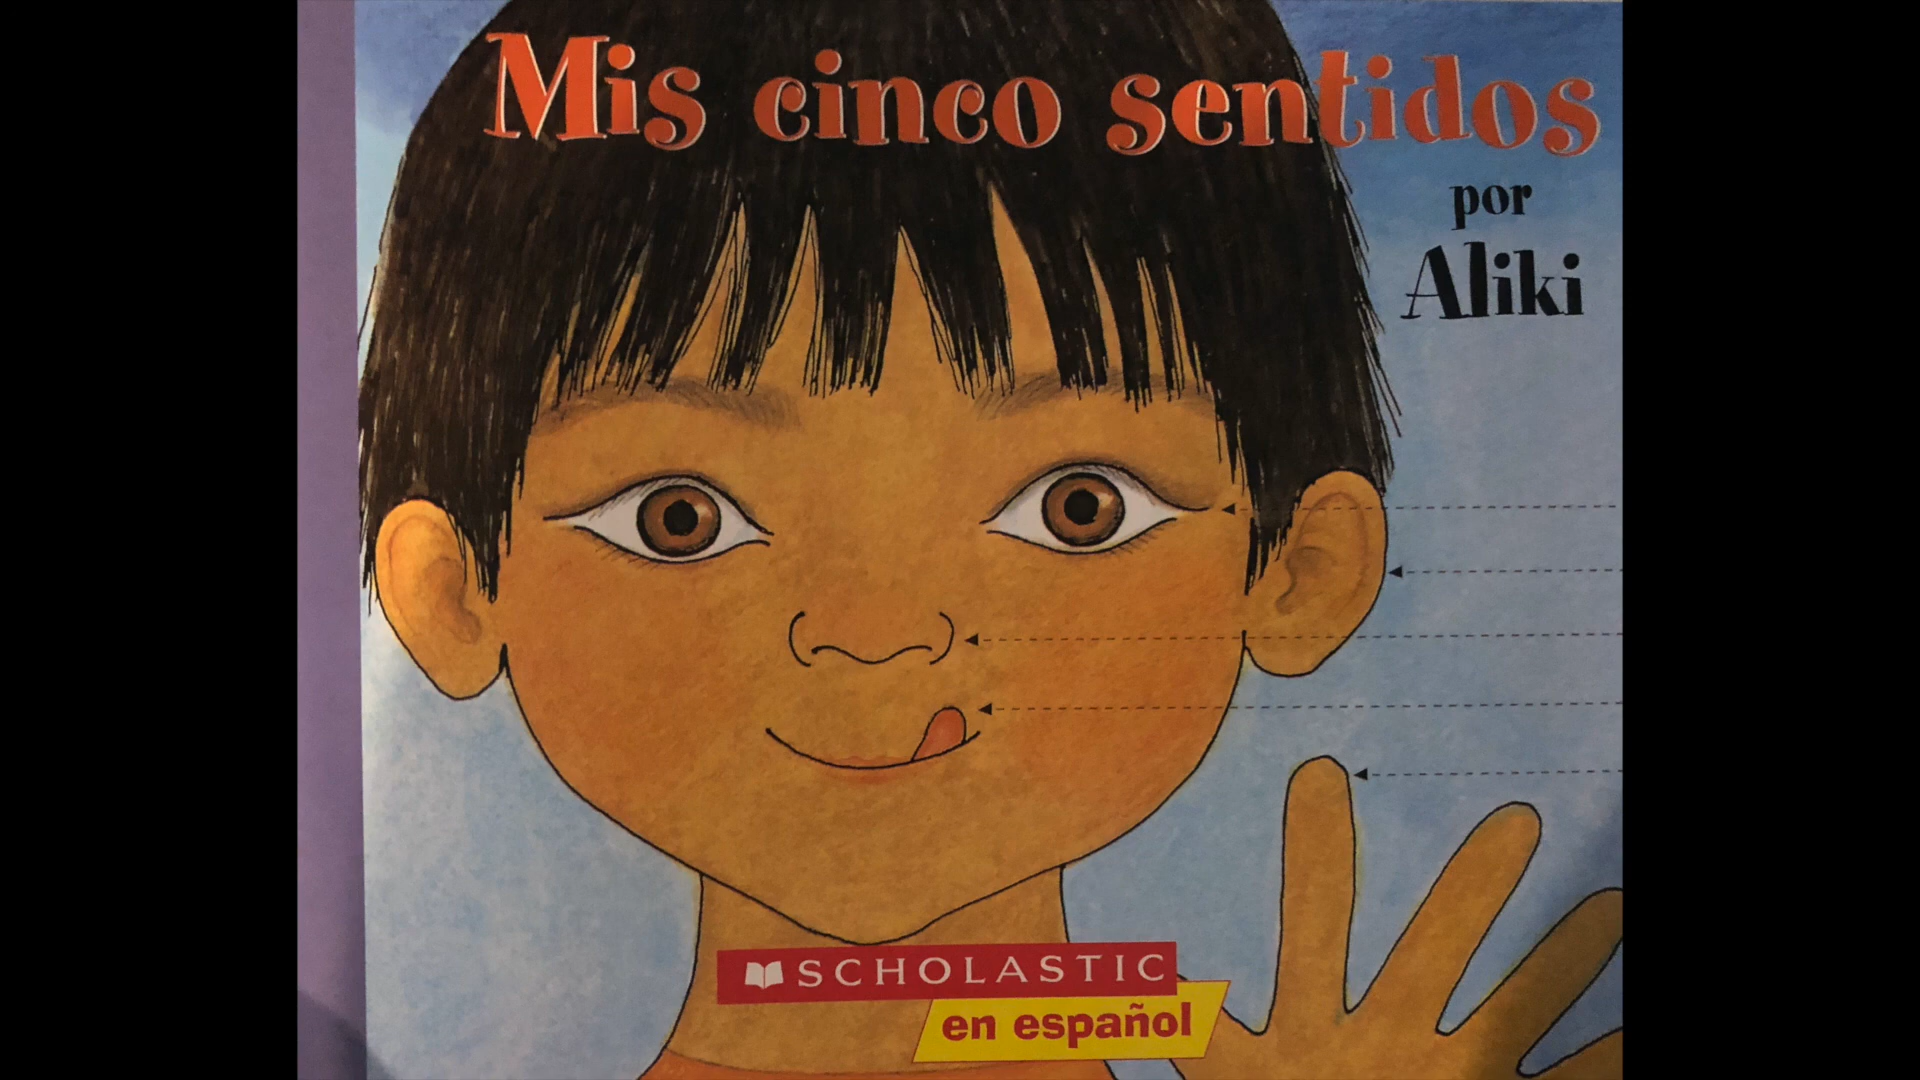 Mis cinco sentidos
por
Aliki
SCHOLASTIC
en español